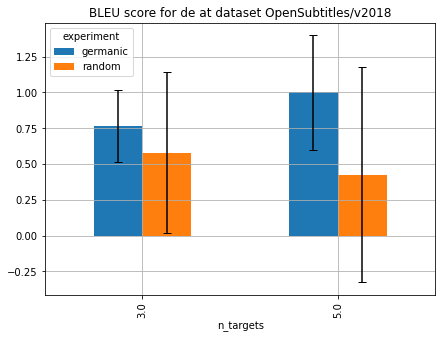 BLEU score for de at dataset OpenSubtitles/v2018
experiment
germanic
random
1.25
1.00
0.75
0.50
0.25
0.00
−0.25
3.0
5.0
n_targets